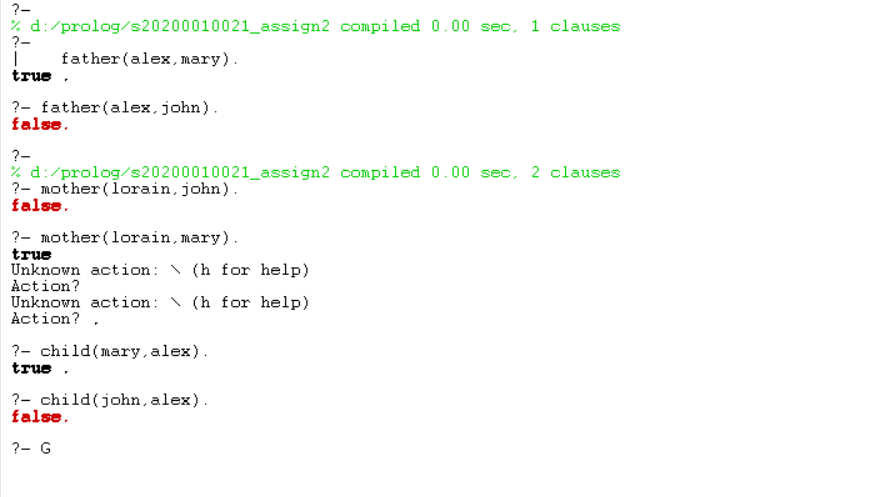 ?-
% d:/prolog/s20200010021_assign2 compiled 0.00 sec, 1 clauses
?-
|    father(alex,mary).
true .
?- father(alex,john).
false.
?-
% d:/prolog/s20200010021_assign2 compiled 0.00 sec, 2 clauses
?- mother(lorain,john).
false.
?- mother(lorain,mary).
true
Unknown action: \ (h for help)
Action?
Unknown action: \ (h for help)
Action? .
?- child(mary,alex).
true .
?- child(john,alex).
false.
?- G